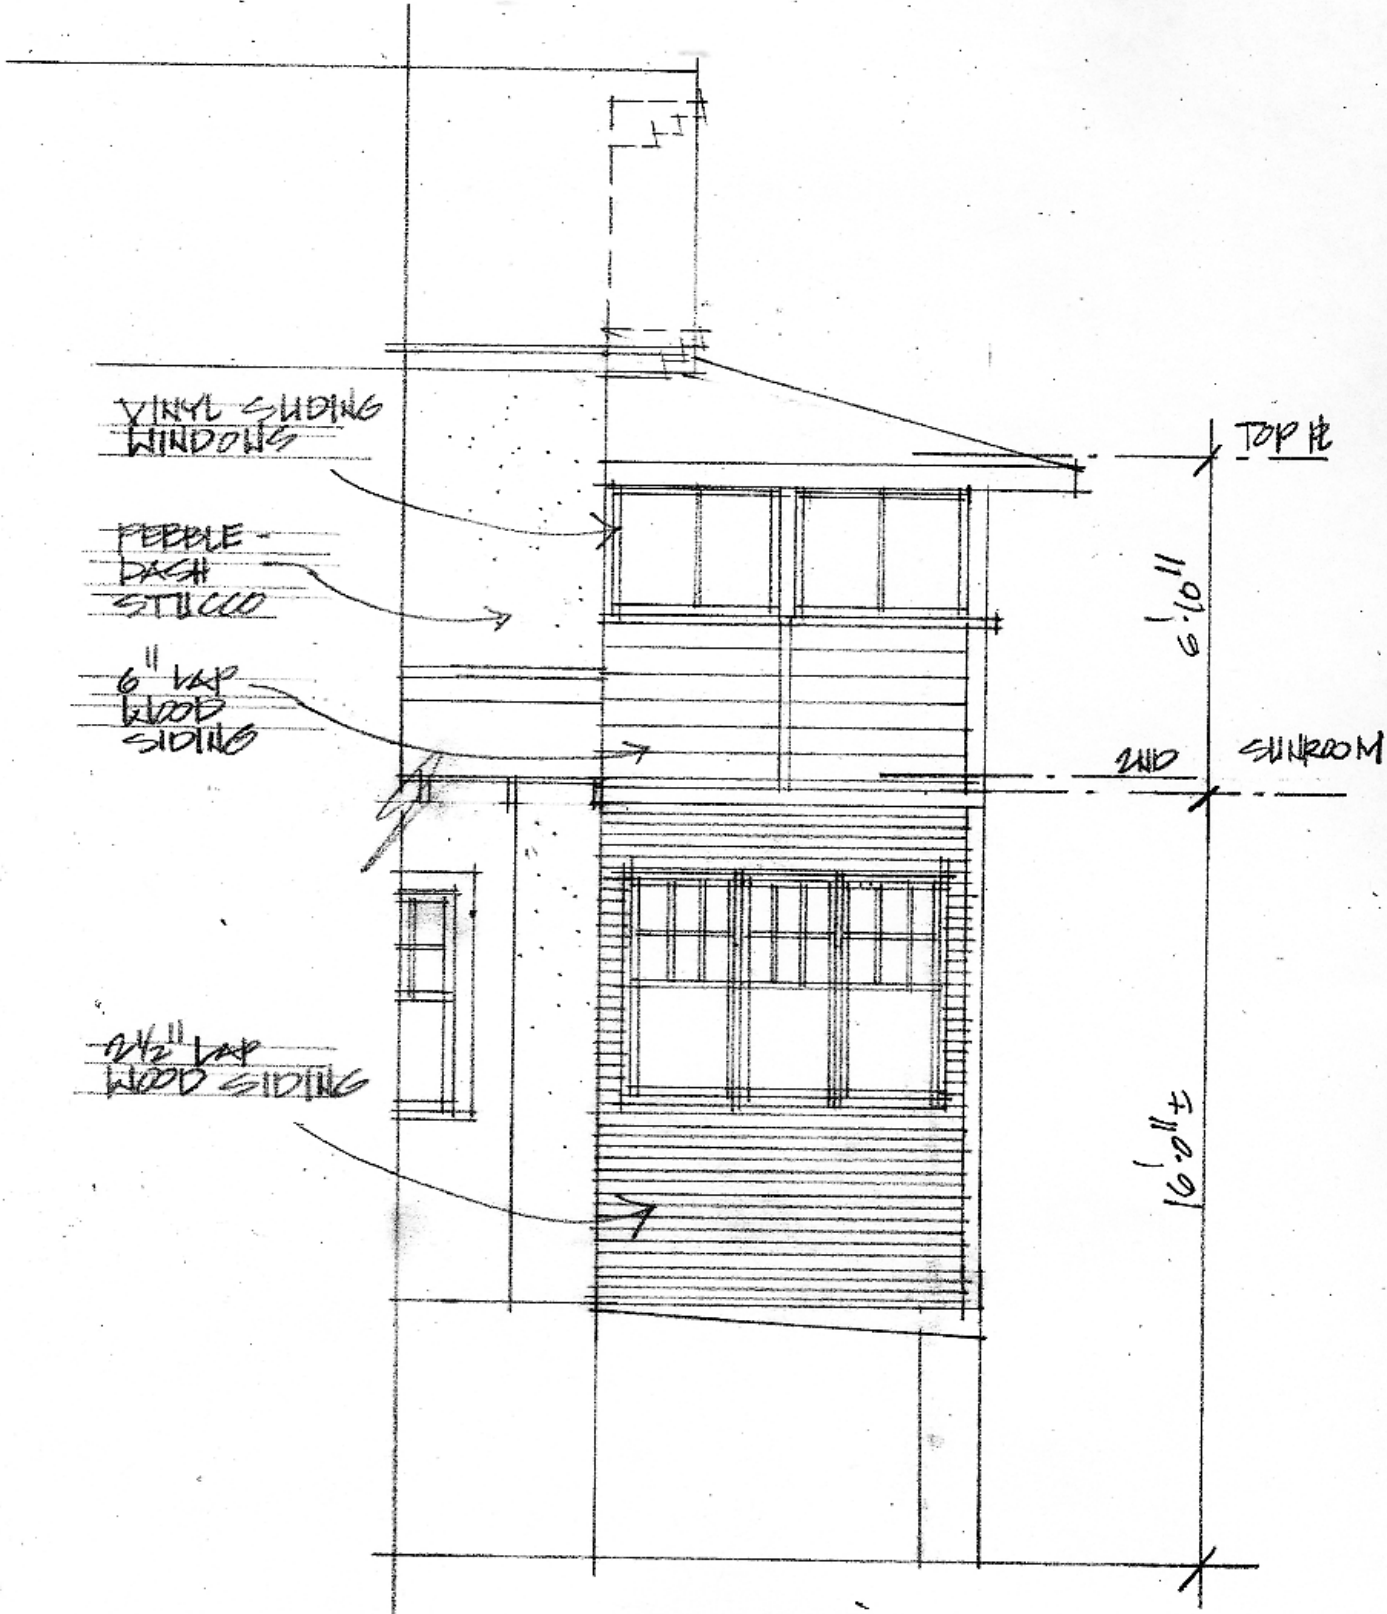 VINYL SLIDING
WINDOWS
PEBBLE-
DASH
STUCCO
6" LAP
WOOD
SIDING
2½" LAP
WOOD SIDING
TOP PL
6'-10"
2ND SUNROOM
16'-0"±